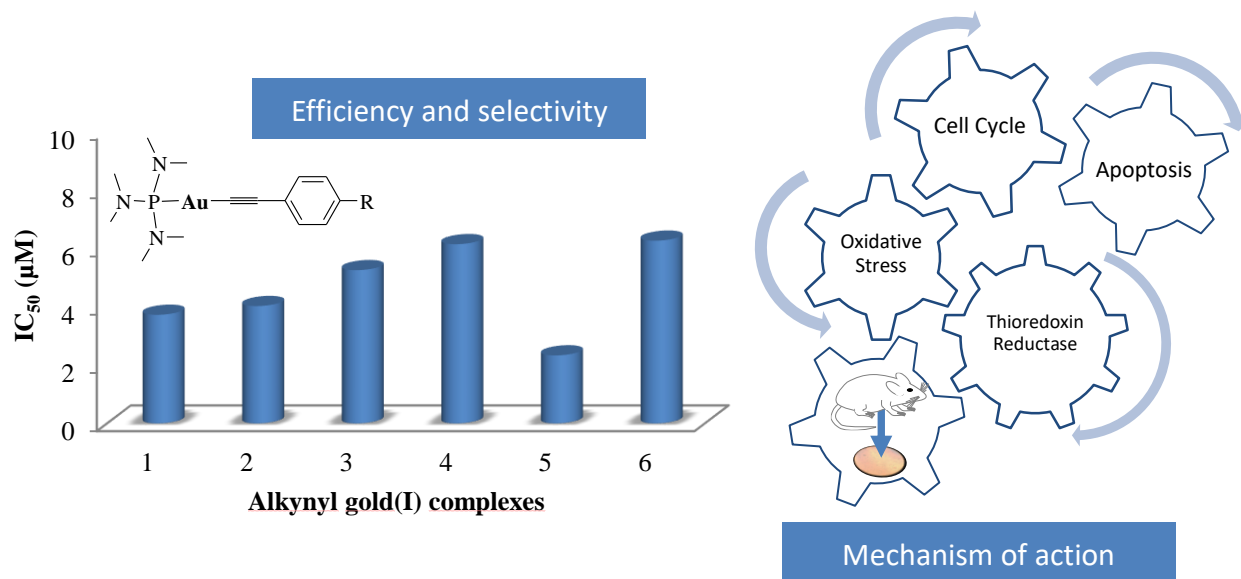 Efficiency and selectivity
10
8
6
4
2
0
IC50 (µM)
N
N
P
Au
R
N
1 2 3 4 5 6
Alkynyl gold(I) complexes
Cell Cycle
Apoptosis
Oxidative
Stress
Thioredoxin
Reductase
Mechanism of action